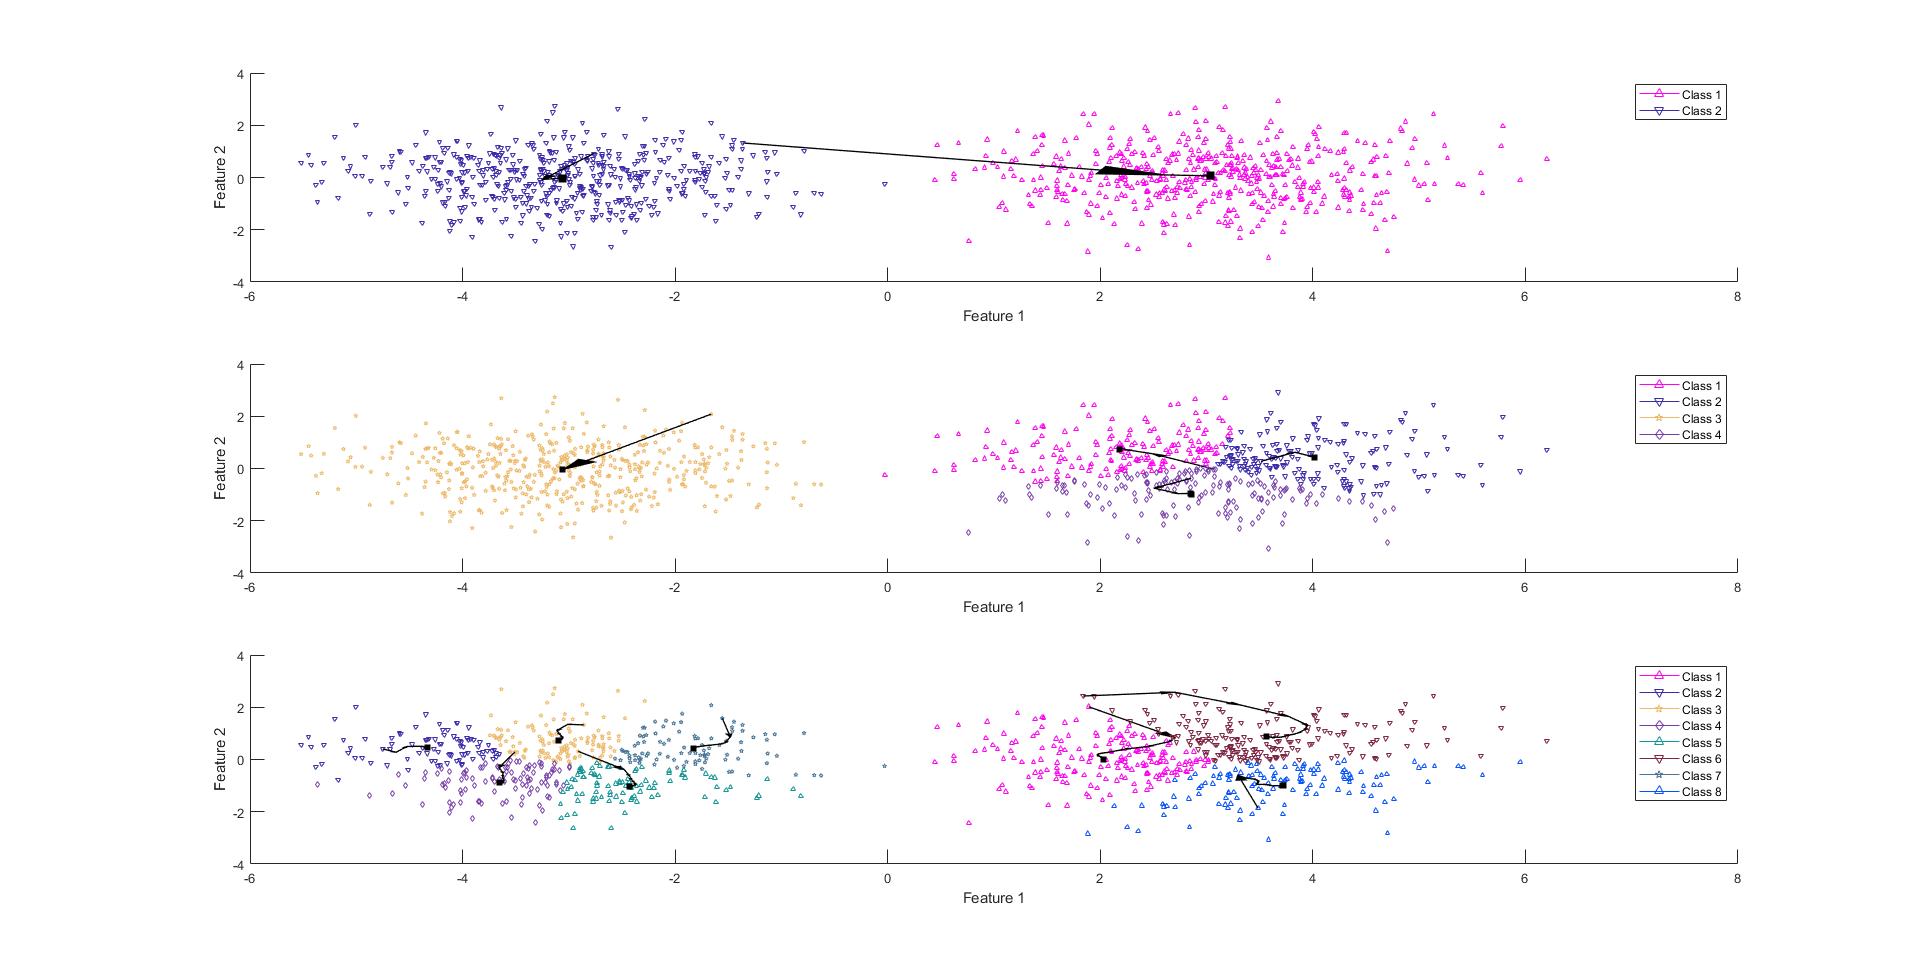 4
2
0
-2
-4
Feature 2
-6 -4 -2 0 2 4 6 8
Feature 1
Class 1
Class 2
4
2
0
-2
-4
Feature 2
-6 -4 -2 0 2 4 6 8
Feature 1
Class 1
Class 2
Class 3
Class 4
4
2
0
-2
-4
Feature 2
-6 -4 -2 0 2 4 6 8
Feature 1
Class 1
Class 2
Class 3
Class 4
Class 5
Class 6
Class 7
Class 8